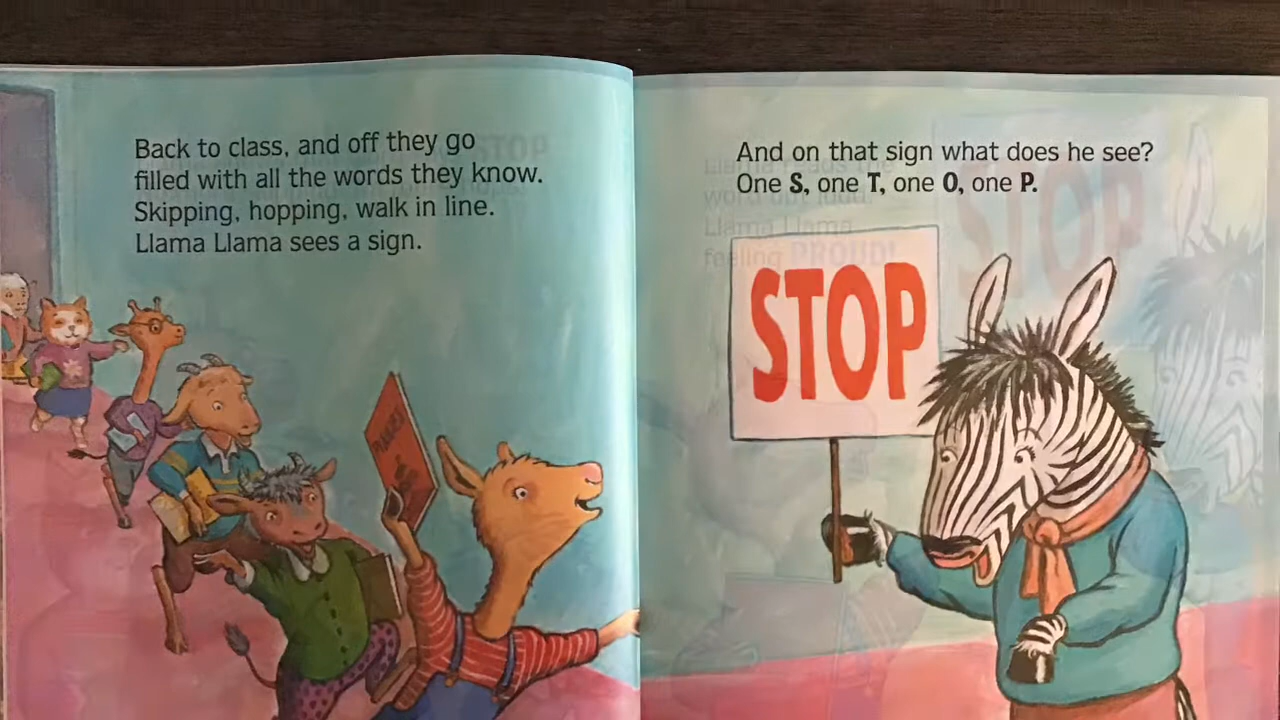 Back to class, and off they go
filled with all the words they know.
Skipping, hopping, walk in line.
Llama Llama sees a sign.
And on that sign what does he see?
One S, one T, one O, one P.
STOP